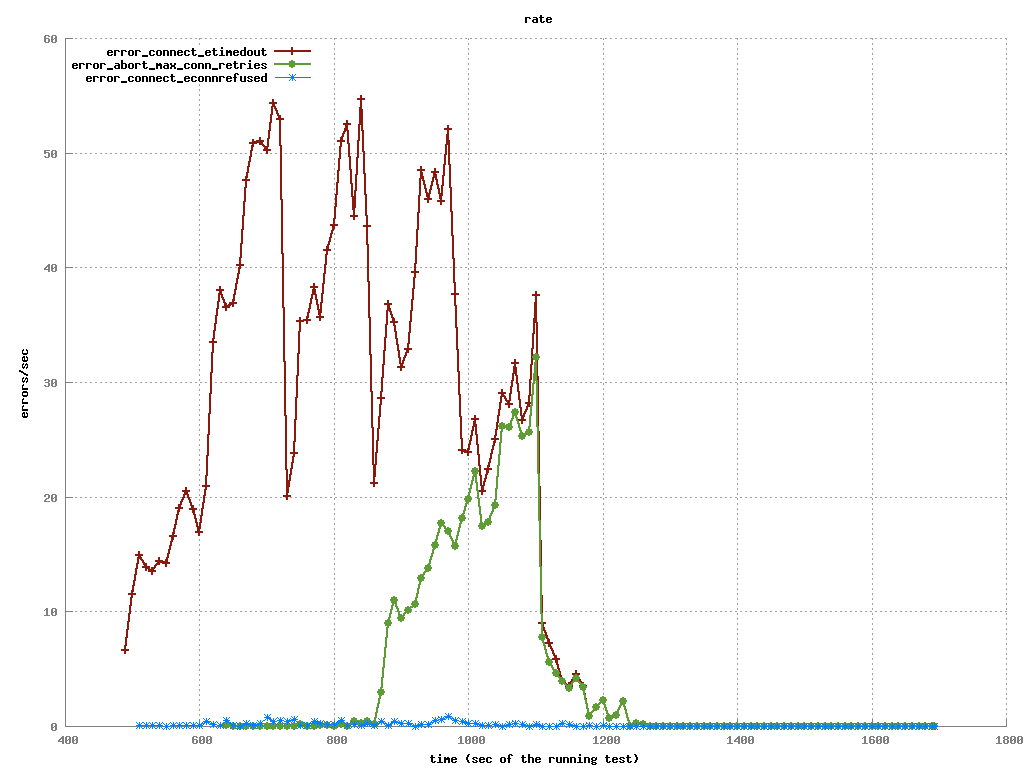 rate
60
error_connect_etimedout
error_abort_max_conn_retries
error_connect_econnrefused
50
40
30
errors/sec
20
10
0
400 600 800 1000 1200 1400 1600 1800
time (sec of the running test)